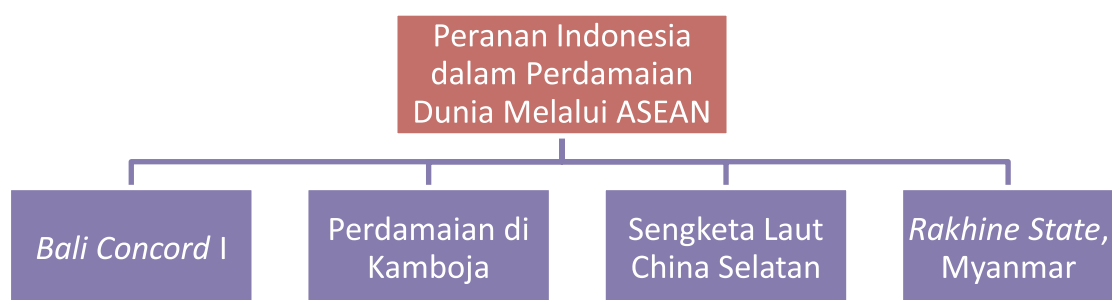 Peranan Indonesia
dalam Perdamaian
Dunia Melalui ASEAN
Bali Concord I
Perdamaian di
Kamboja
Sengketa Laut
China Selatan
Rakhine State,
Myanmar